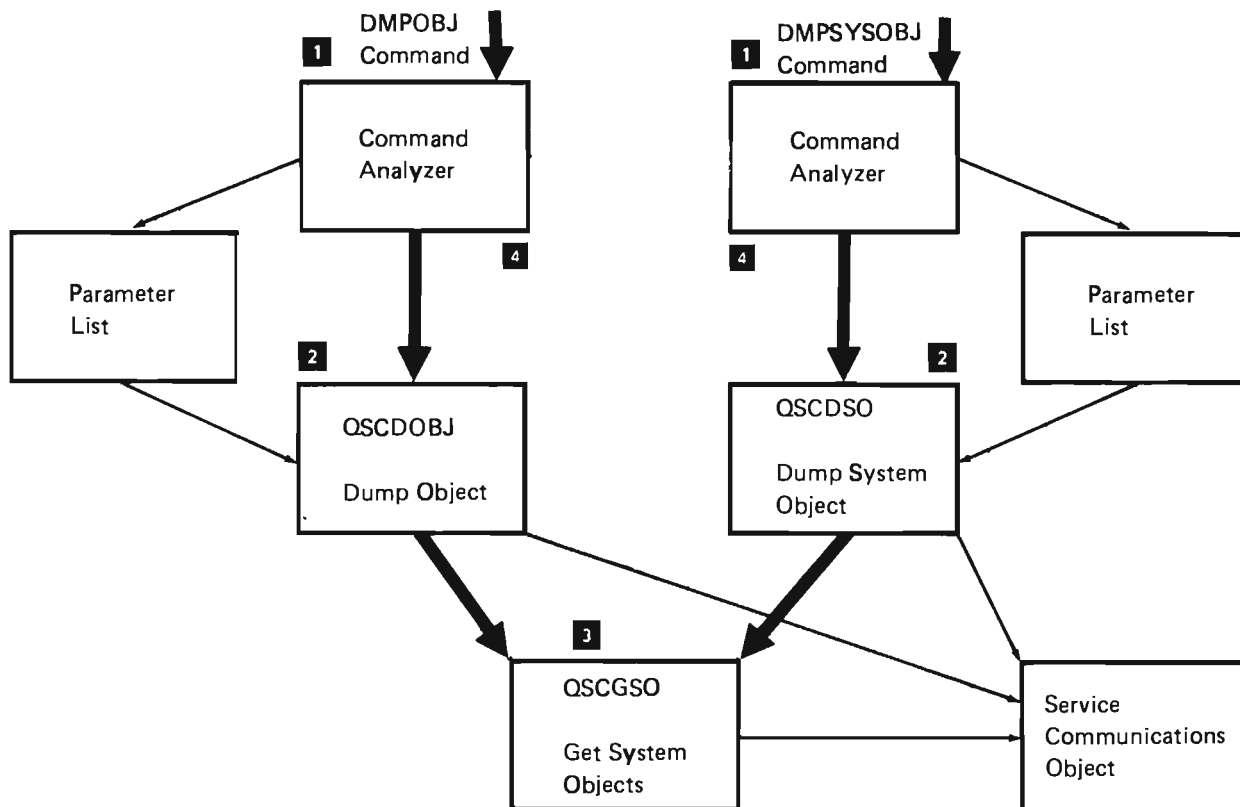 DMPOBJ
1 Command
DMPSYSOBJ
1 Command
Command
Analyzer
Command
Analyzer
4
4
Parameter
List
Parameter
List
2
2
QSCDOBJ
Dump Object
QSCDSO
Dump System
Object
3
QSCGSO
Get System
Objects
Service
Communications
Object